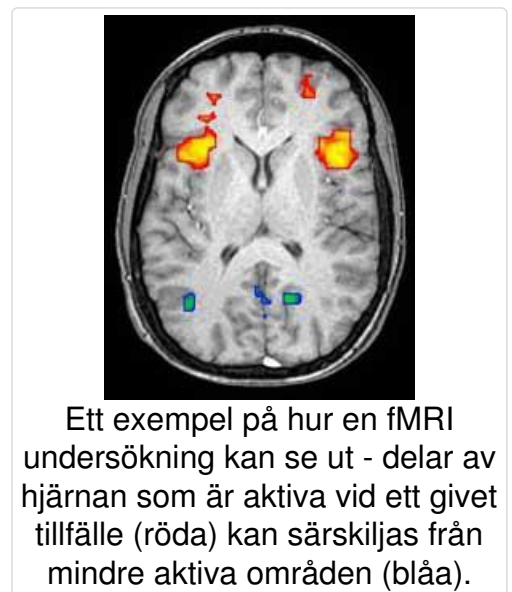 Ett exempel på hur en fMRI
undersökning kan se ut - delar av
hjärnan som är aktiva vid ett givet
tillfälle (röda) kan särskiljas från
mindre aktiva områden (blåa).